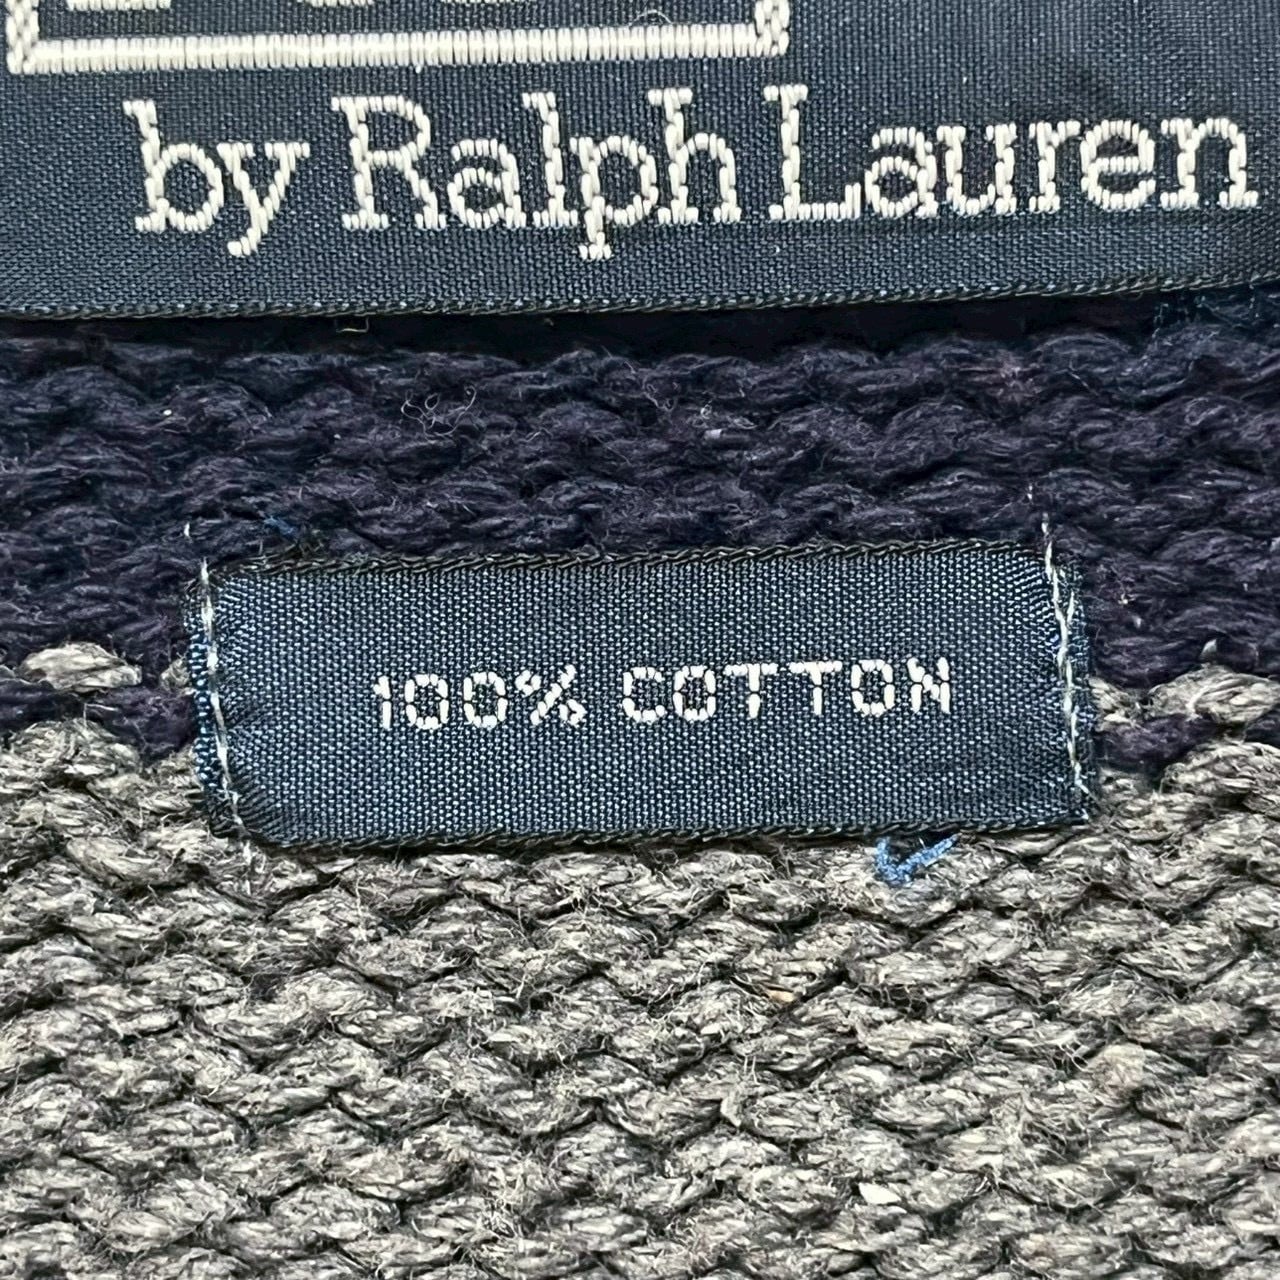 by Ralph Lauren
100% COTTON